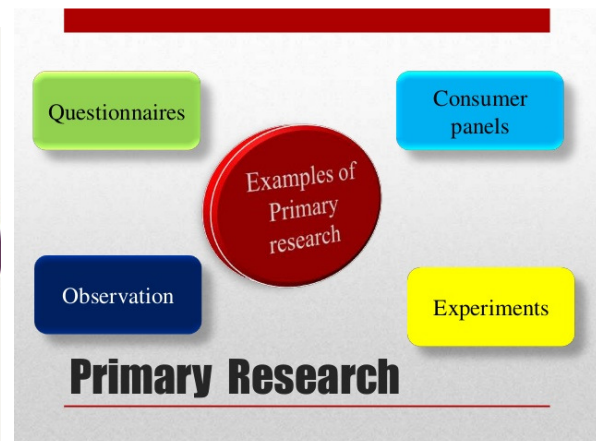 Questionnaires
Consumer
panels
Examples of
Primary
research
Observation
Experiments
Primary Research